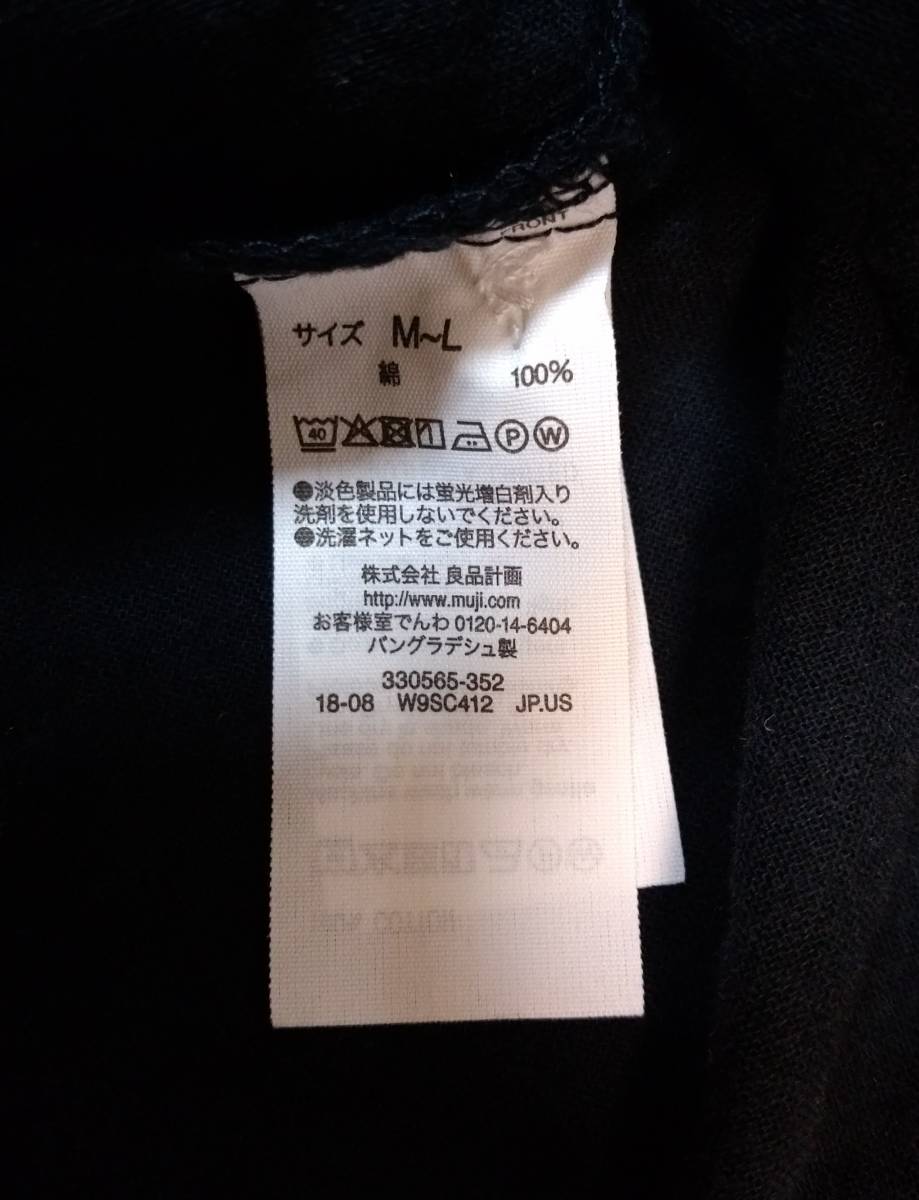 FRONT
サイズ M~L
綿 100%
40 P W
●淡色製品には蛍光増白剤入り
洗剤を使用しないでください。
●洗濯ネットをご使用ください。
株式会社 良品計画
http://www.muji.com
お客様室でんわ 0120-14-6404
バングラデシュ製
330565-352
18-08 W9SC412 JP.US